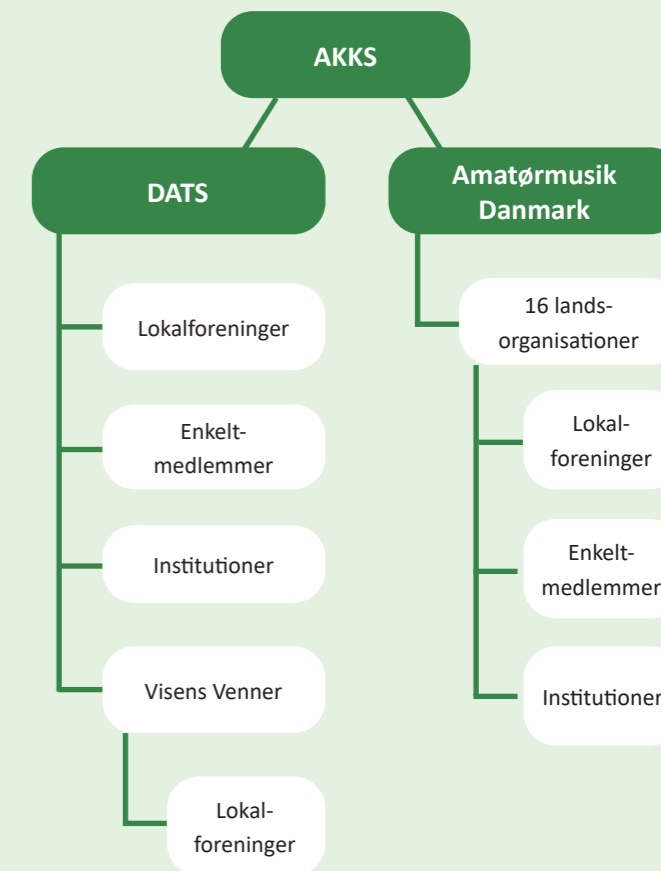 AKKS
DATS
Lokalforeninger
Enkelt-
medlemmer
Institutioner
Visens Venner
Lokal-
foreninger
Amatørmusik
Danmark
16 lands-
organisationer
Lokal-
foreninger
Enkelt-
medlemmer
Institutioner